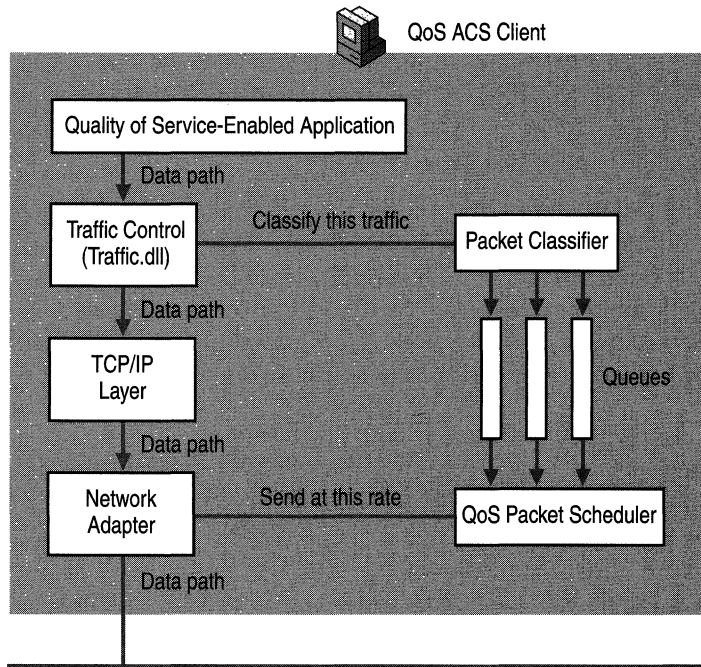 QoS ACS Client
Quality of Service-Enabled Application
Data path
Traffic Control
(Traffic.dll)
Classify this traffic
Packet Classifier
Data path
TCP/IP
Layer
Queues
Data path
Network
Adapter
Send at this rate
QoS Packet Scheduler
Data path